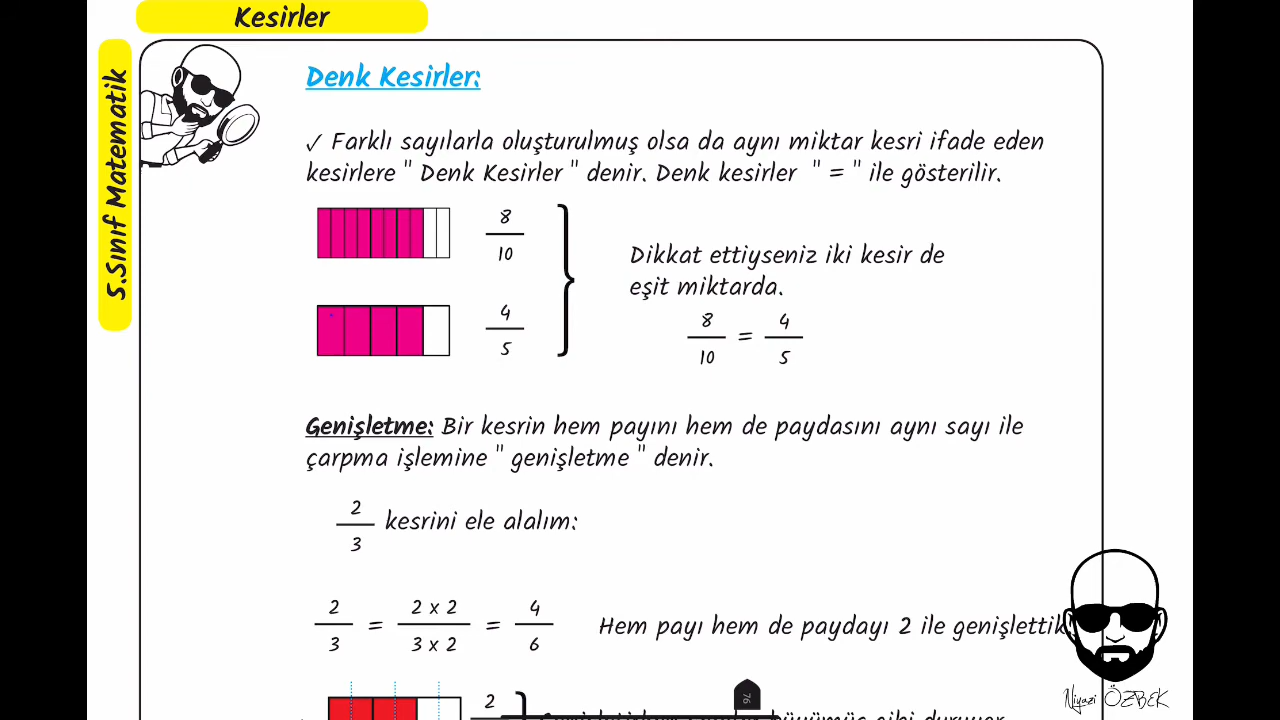 Kesirler
5.Sınıf Matematik
Denk Kesirler:
✓ Farklı sayılarla oluşturulmuş olsa da aynı miktar kesri ifade eden
kesirlere " Denk Kesirler " denir. Denk kesirler " = " ile gösterilir.
8
10
4
5
Dikkat ettiyseniz iki kesir de
eşit miktarda.
8/10 = 4/5
Genişletme: Bir kesrin hem payını hem de paydasını aynı sayı ile
çarpma işlemine " genişletme " denir.
2/3 kesrini ele alalım:
2/3 = 2 x 2/3 x 2 = 4/6 Hem payı hem de paydayı 2 ile genişlettik
2
76
Niyazi ÖZBEK